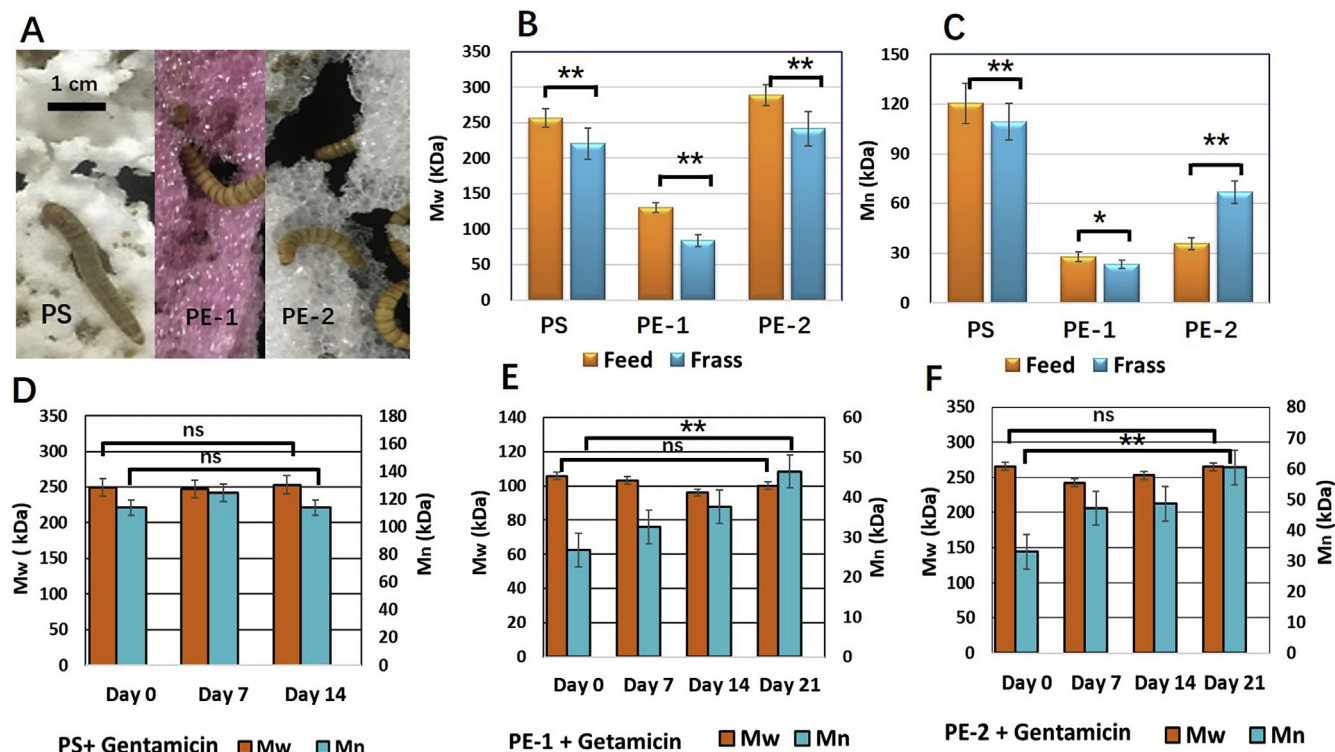 A
1 cm
PS
PE-1
PE-2
B
Mw (KDa)
350
300
250
200
150
100
50
0
**
**
**
PS
PE-1
PE-2
Feed
Frass
C
Mn (kDa)
150
120
90
60
30
0
**
*
**
PS
PE-1
PE-2
Feed
Frass
D
Mw ( kDa)
350
300
250
200
150
100
50
0
ns
ns
180
160
140
120
100
80
60
40
20
0
Mn (kDa)
Day 0
Day 7
Day 14
PS+ Gentamicin
Mw
Mn
E
Mw (kDa)
140
120
100
80
60
40
20
0
**
ns
60
50
40
30
20
10
0
Mn (kDa)
Day 0
Day 7
Day 14
Day 21
PE-1 + Getamicin
Mw
Mn
F
Mw (kDa)
350
300
250
200
150
100
50
0
ns
**
80
70
60
50
40
30
20
10
0
Mn (kDa)
Day 0
Day 7
Day 14
Day 21
PE-2 + Gentamicin
Mw
Mn